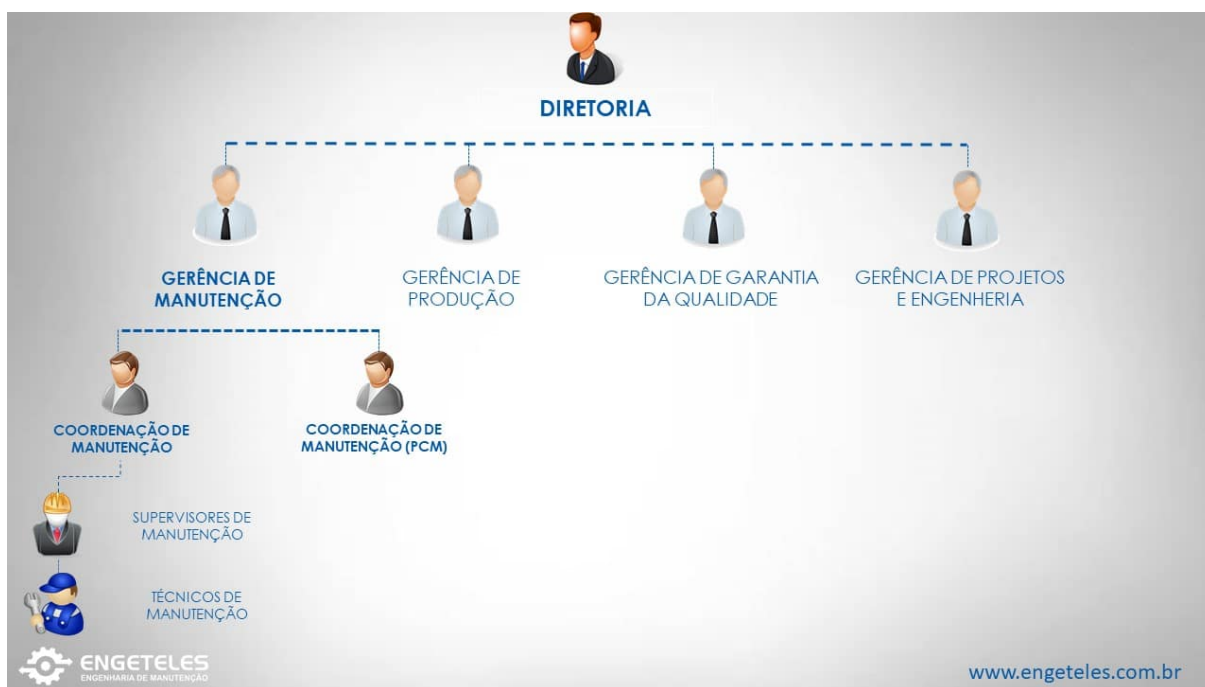 DIRETORIA
GERÊNCIA DE
MANUTENÇÃO
GERÊNCIA DE
PRODUÇÃO
GERÊNCIA DE GARANTIA
DA QUALIDADE
GERÊNCIA DE PROJETOS
E ENGENHERIA
COORDENAÇÃO DE
MANUTENÇÃO
COORDENAÇÃO DE
MANUTENÇÃO (PCM)
SUPERVISORES DE
MANUTENÇÃO
TÉCNICOS DE
MANUTENÇÃO
ENGETELES
ENGENHARIA DE MANUTENÇÃO
www.engeteles.com.br